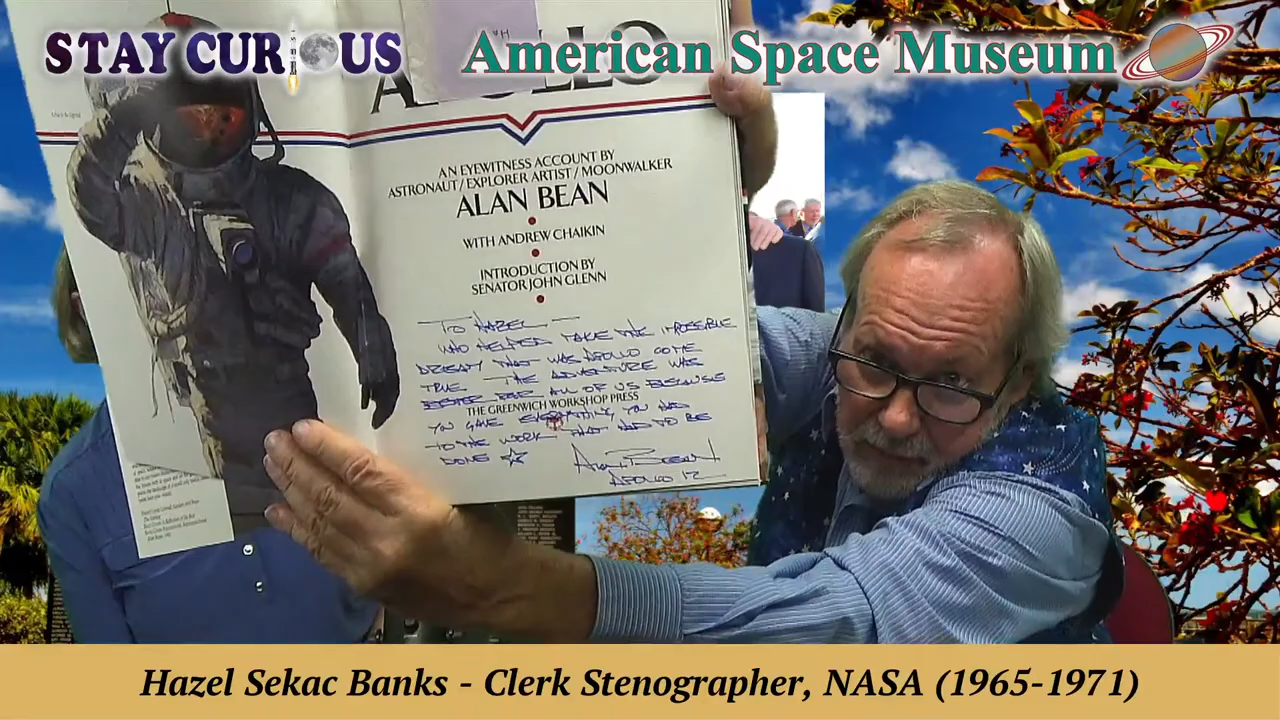 STAY CURIOUS
American Space Museum
APOLLO
AN EYEWITNESS ACCOUNT BY
ASTRONAUT / EXPLORER ARTIST / MOONWALKER
ALAN BEAN
WITH ANDREW CHAIKIN
INTRODUCTION BY
SENATOR JOHN GLENN
TO HAZEL —
WHO HELPED MAKE THE IMPOSSIBLE
DREAM THAT WAS APOLLO COME
TRUE. THE ADVENTURE WAS
BETTER FOR ALL OF US BECAUSE
THE GREENWICH WORKSHOP PRESS
YOU GAVE EVERYTHING YOU HAD
TO THE WORK THAT HAD TO BE
DONE
ALAN BEAN
APOLLO 12
Hazel Sekac Banks - Clerk Stenographer, NASA (1965-1971)